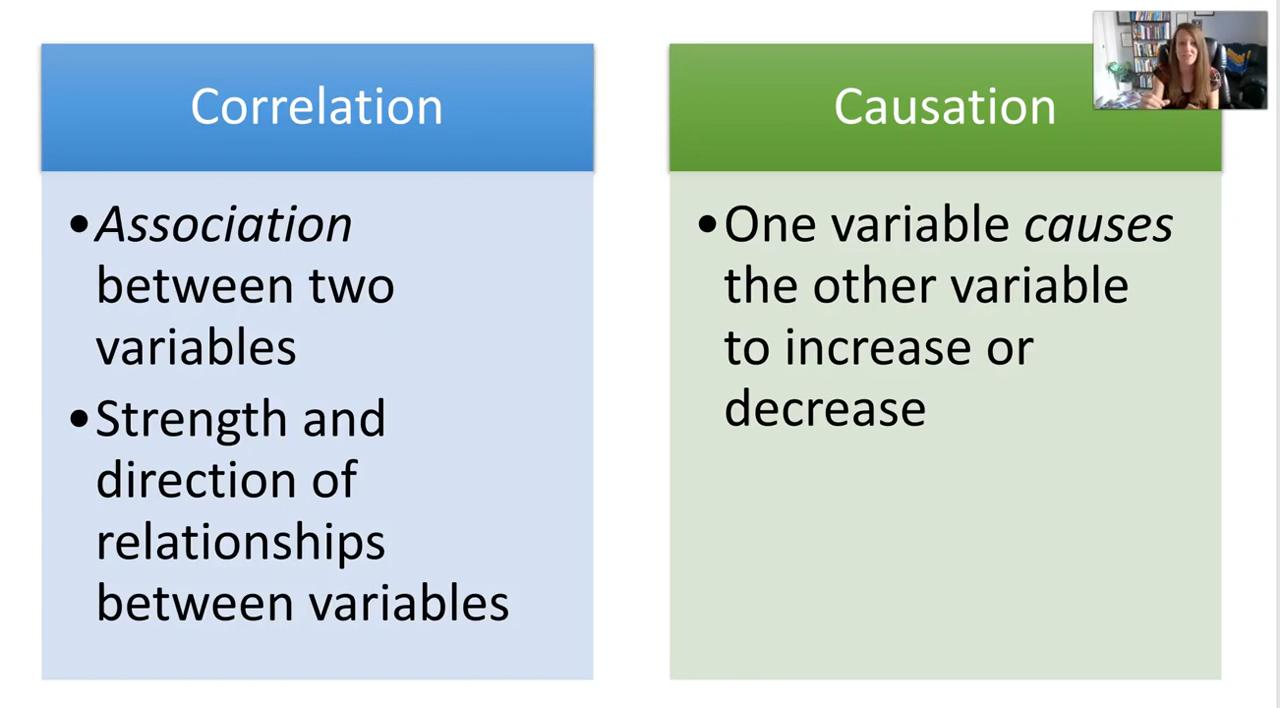 Correlation
•Association
between two
variables
•Strength and
direction of
relationships
between variables
Causation
•One variable causes
the other variable
to increase or
decrease